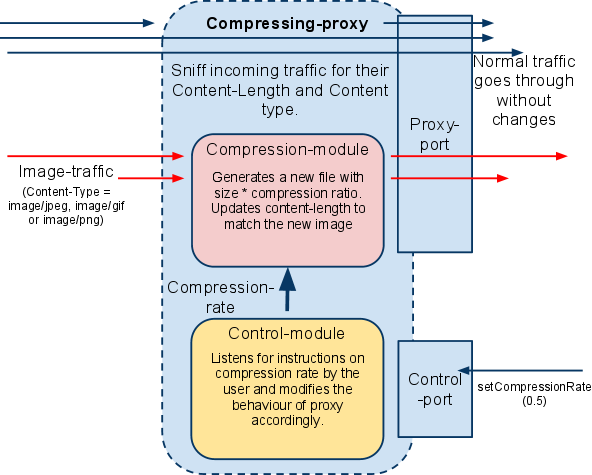 Compressing-proxy
Sniff incoming traffic for their
Content-Length and Content
type.
Normal traffic
goes through
without
changes
Proxy-
port
Compression-module
Generates a new file with
size * compression ratio.
Updates content-length to
match the new image
Image-traffic
(Content-Type =
image/jpeg, image/gif
or image/png)
Compression-
rate
Control-module
Listens for instructions on
compression rate by the
user and modifies the
behaviour of proxy
accordingly.
Control
-port
setCompressionRate
(0.5)